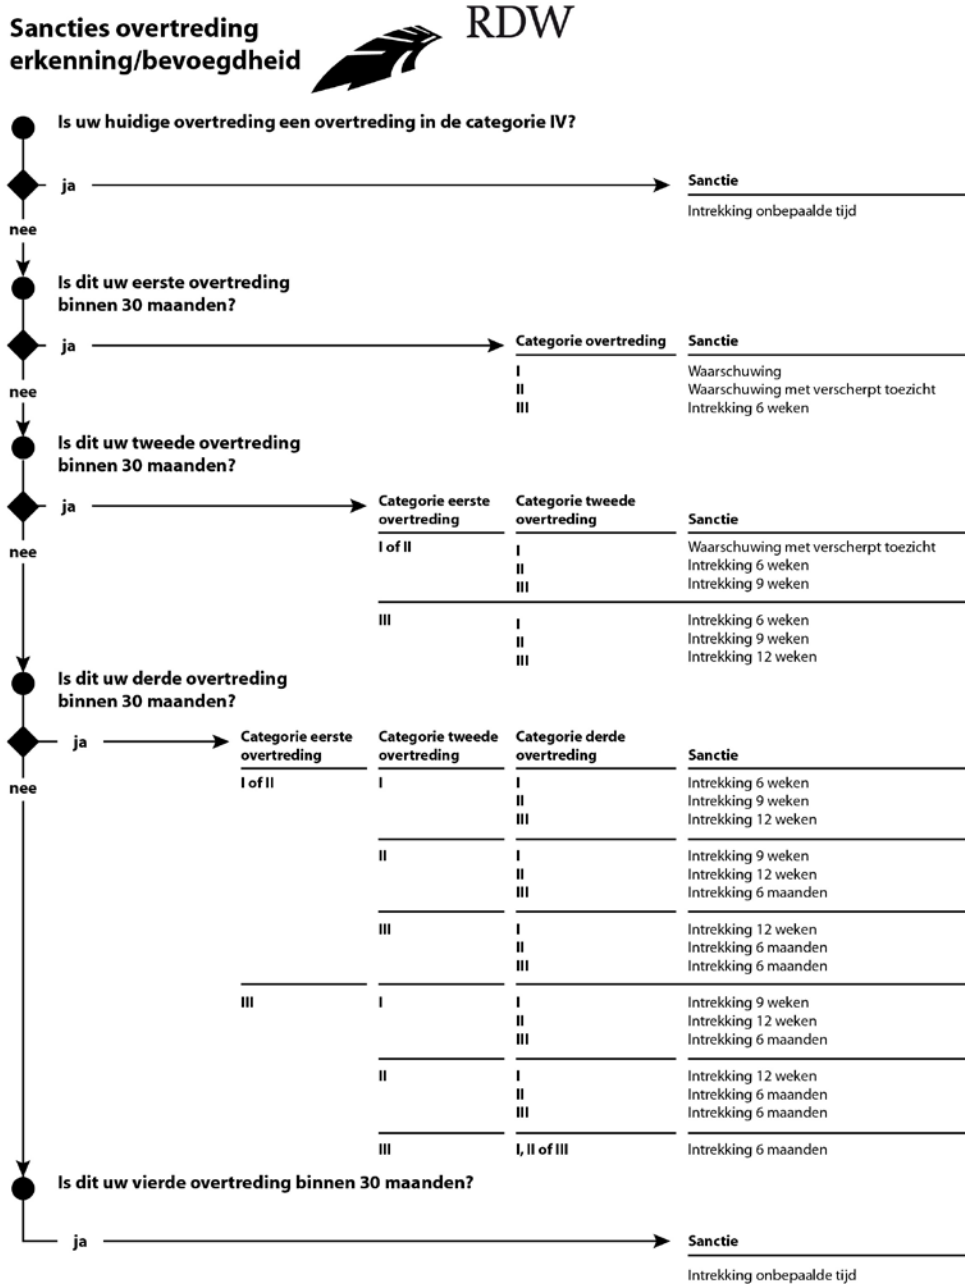 Sancties overtreding
erkenning/bevoegdheid
RDW
Is uw huidige overtreding een overtreding in de categorie IV?
ja Sanctie
Intrekking onbepaalde tijd
nee
Is dit uw eerste overtreding
binnen 30 maanden?
ja Categorie overtreding Sanctie
I Waarschuwing
nee II Waarschuwing met verscherpt toezicht
III Intrekking 6 weken
Is dit uw tweede overtreding
binnen 30 maanden?
ja Categorie eerste overtreding Categorie tweede overtreding Sanctie
nee I of II I Waarschuwing met verscherpt toezicht
II Intrekking 6 weken
III Intrekking 9 weken
III I Intrekking 6 weken
II Intrekking 9 weken
III Intrekking 12 weken
Is dit uw derde overtreding
binnen 30 maanden?
ja Categorie eerste overtreding Categorie tweede overtreding Categorie derde overtreding Sanctie
nee I of II I I Intrekking 6 weken
II Intrekking 9 weken
III Intrekking 12 weken
II I Intrekking 9 weken
II Intrekking 12 weken
III Intrekking 6 maanden
III I Intrekking 12 weken
II Intrekking 6 maanden
III Intrekking 6 maanden
III I I Intrekking 9 weken
II Intrekking 12 weken
III Intrekking 6 maanden
II I Intrekking 12 weken
II Intrekking 6 maanden
III Intrekking 6 maanden
III I, II of III Intrekking 6 maanden
Is dit uw vierde overtreding binnen 30 maanden?
ja Sanctie
Intrekking onbepaalde tijd